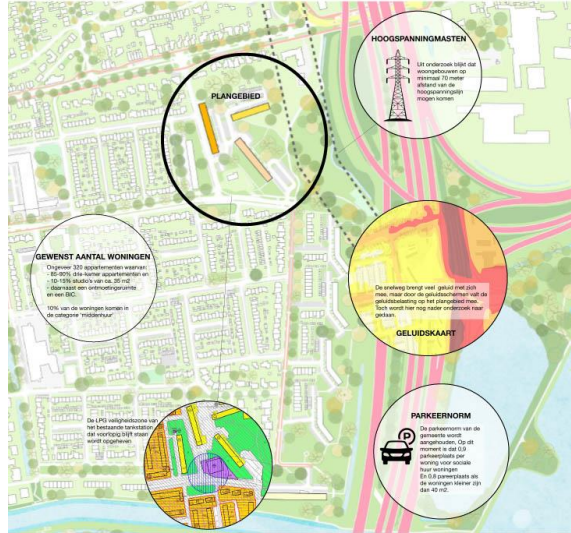 HOOGSPANNINGMASTEN
Uit onderzoek blijkt dat
woongebouwen op
minimaal 70 meter
afstand van de
hoogspanningslijn
mogen komen
PLANGEBIED
GEWENST AANTAL WONINGEN
Ongeveer 320 appartementen waarvan:
- 85-90% drie-kamer appartementen en
- 10-15% studio's van ca. 35 m2
- daarnaast een ontmoetingsruimte
en een BIC.
10% van de woningen komen in
de categorie 'middenhuur'
De snelweg brengt veel geluid met zich
mee, maar door de geluidsschermen valt de
geluidsbelasting op het plangebied mee.
Toch wordt hier nog nader onderzoek naar
gedaan.
GELUIDSKAART
De LPG veiligheidszone van
het bestaande tankstation
dat voorlopig blijft staan
wordt opgeheven
PARKEERNORM
De parkeernorm van de
gemeente wordt
aangehouden, Op dit
moment is dat 0,9
parkeerplaats per
woning voor sociale
huur woningen
En 0,8 pareerplaats als
de woningen kleiner zijn
dan 40 m2.
P